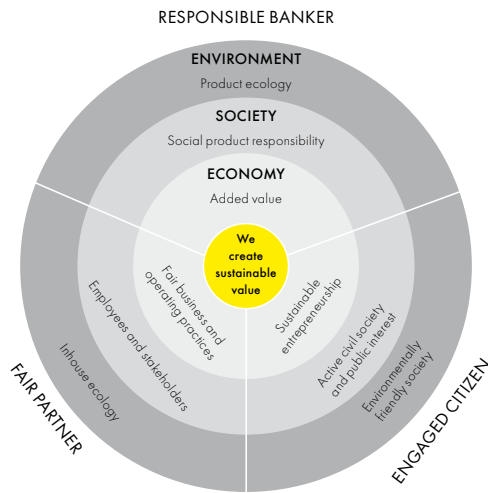 RESPONSIBLE BANKER
ENVIRONMENT
Product ecology
SOCIETY
Social product responsibility
ECONOMY
Added value
We
create
sustainable
value
Fair business and
operating practices
Employees and stakeholders
Inhouse ecology
FAIR PARTNER
Sustainable
entrepreneurship
Active civil society
and public interest
Environmentally
friendly society
ENGAGED CITIZEN